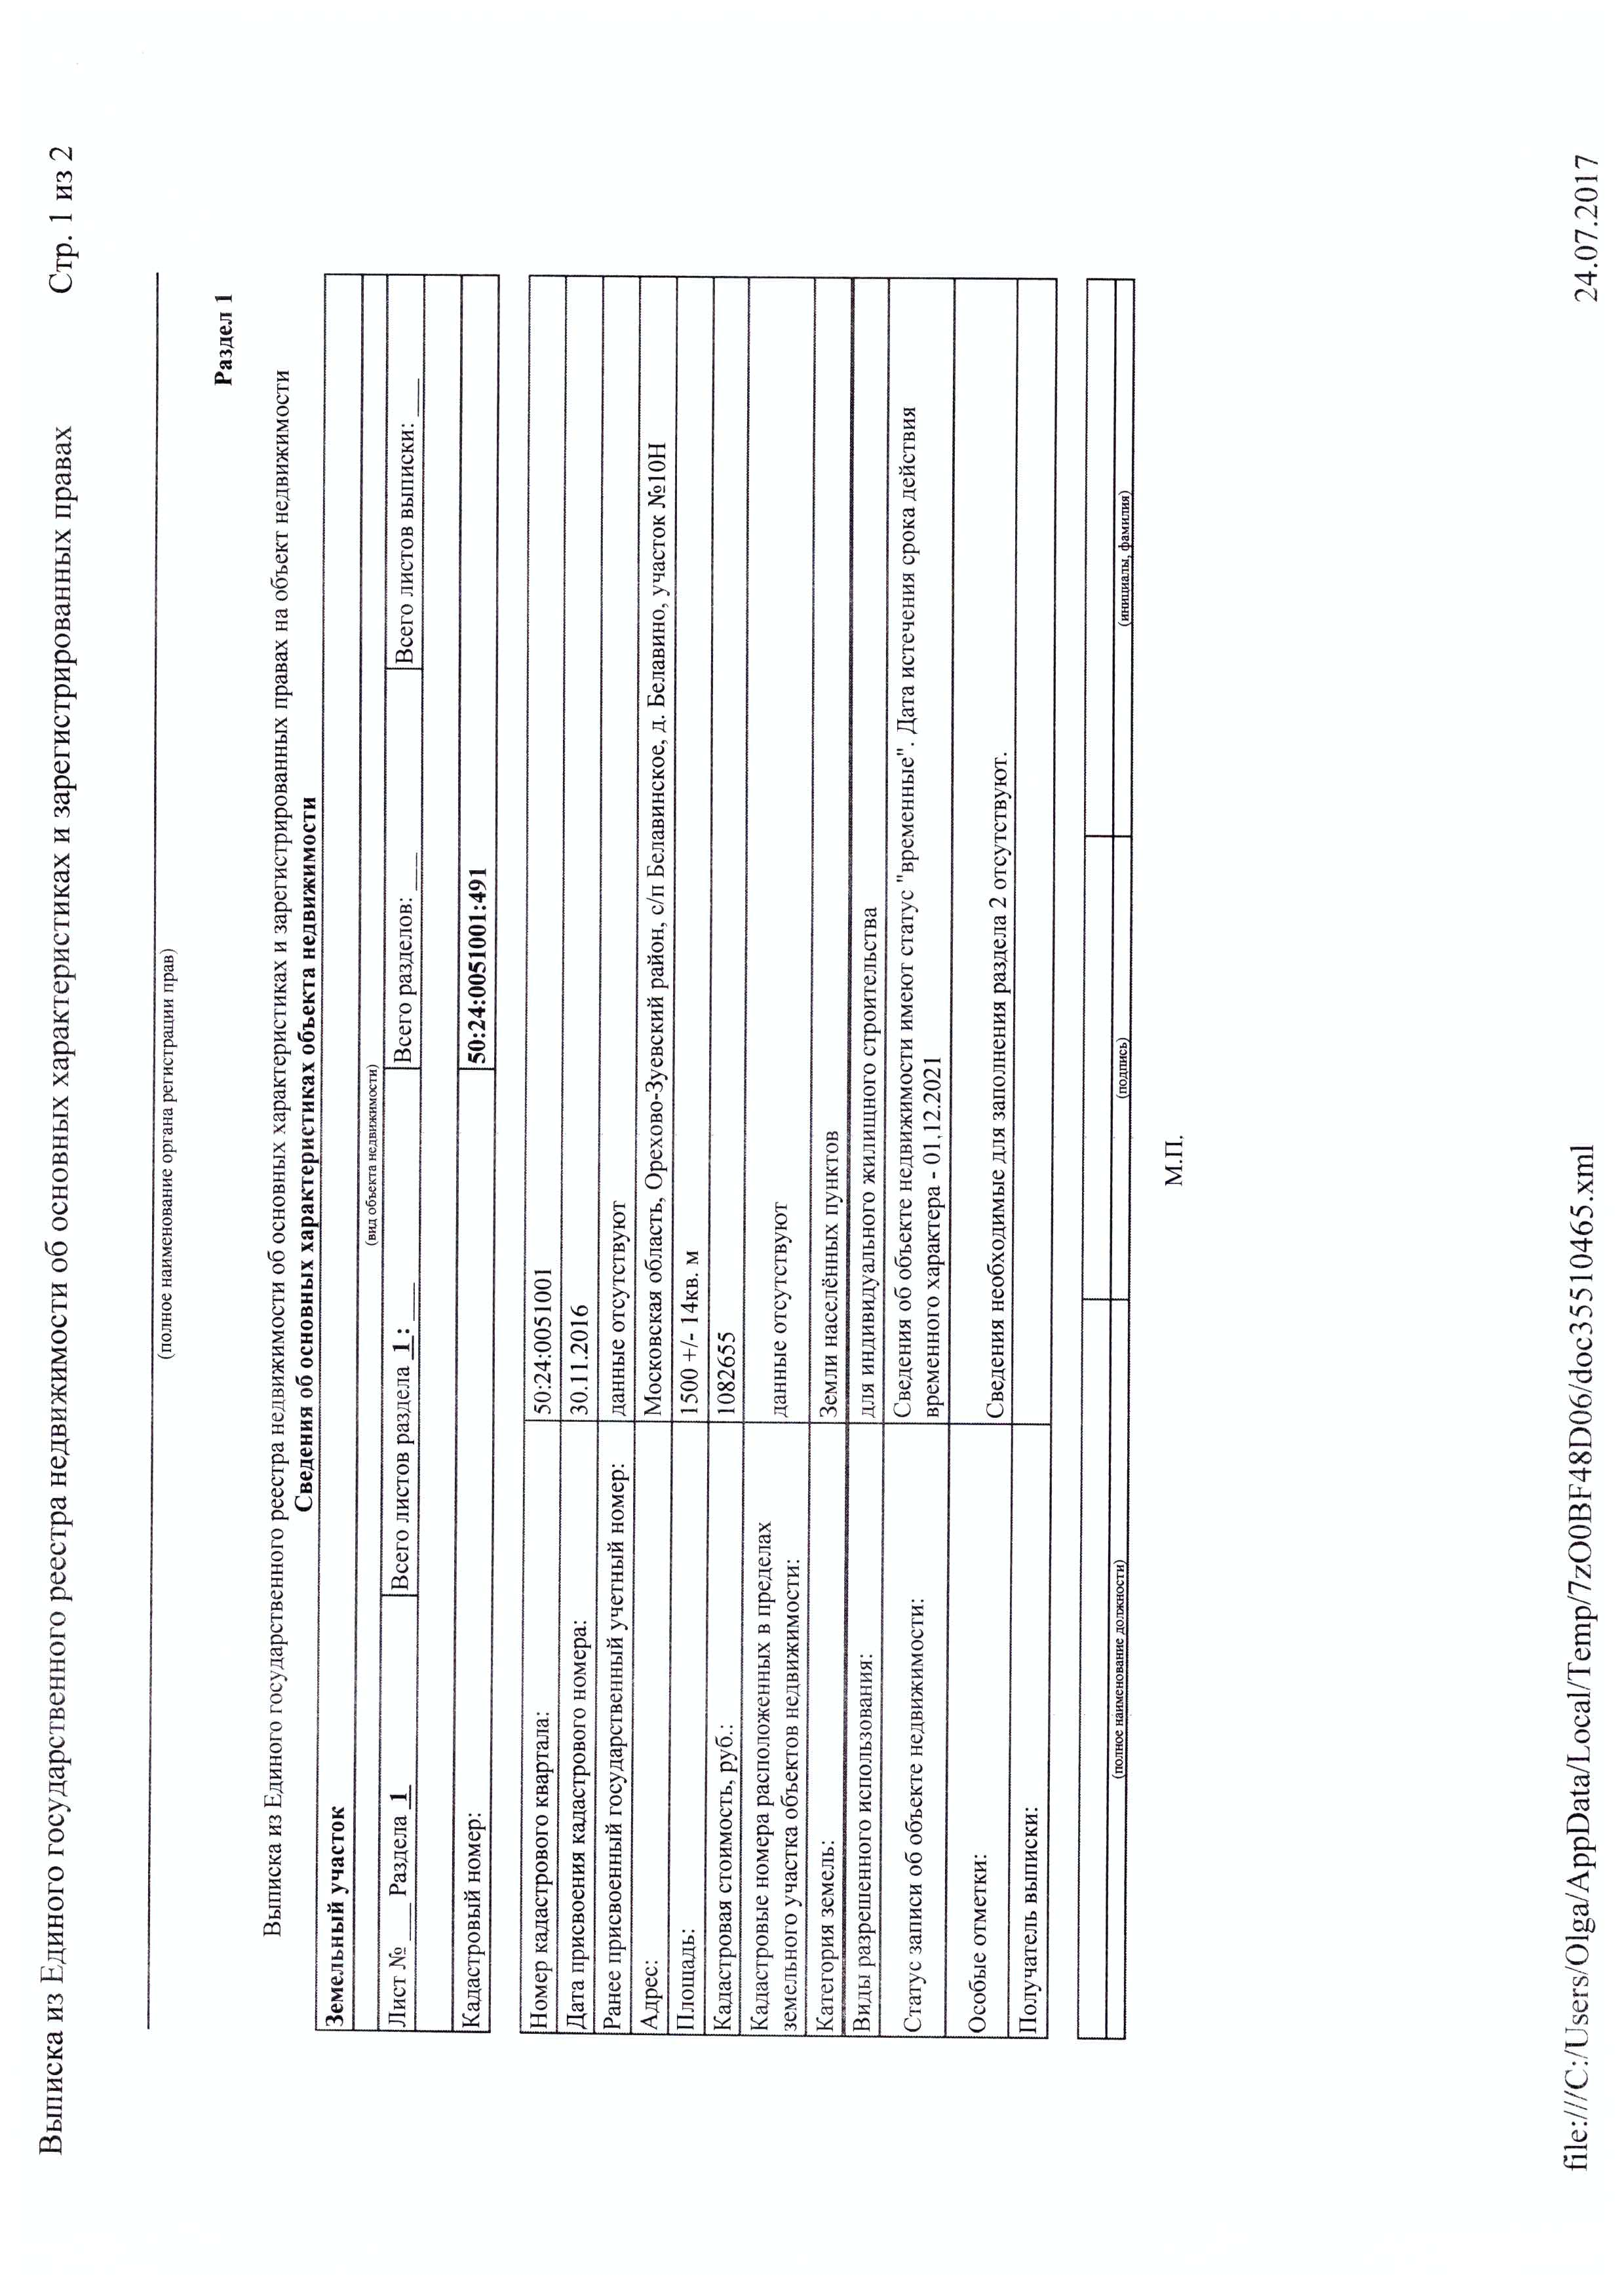 Выписка из Единого государственного реестра недвижимости об основных характеристиках и зарегистрированных правах Стр. 1 из 2
(полное наименование органа регистрации прав)
Раздел 1
Выписка из Единого государственного реестра недвижимости об основных характеристиках и зарегистрированных правах на объект недвижимости
Сведения об основных характеристиках объекта недвижимости
Земельный участок
(вид объекта недвижимости)
Лист № ___ Раздела 1 Всего листов раздела 1 : ___ Всего разделов: ___ Всего листов выписки: ___
Кадастровый номер: 50:24:0051001:491
Номер кадастрового квартала: 50:24:0051001
Дата присвоения кадастрового номера: 30.11.2016
Ранее присвоенный государственный учетный номер: данные отсутствуют
Адрес: Московская область, Орехово-Зуевский район, с/п Белавинское, д. Белавино, участок №10Н
Площадь: 1500 +/- 14кв. м
Кадастровая стоимость, руб.: 1082655
Кадастровые номера расположенных в пределах
земельного участка объектов недвижимости: данные отсутствуют
Категория земель: Земли населённых пунктов
Виды разрешенного использования: для индивидуального жилищного строительства
Статус записи об объекте недвижимости: Сведения об объекте недвижимости имеют статус "временные". Дата истечения срока действия
временного характера - 01.12.2021
Особые отметки: Сведения необходимые для заполнения раздела 2 отсутствуют.
Получатель выписки:
(полное наименование должности) (подпись) (инициалы, фамилия)
М.П.
file:///C:/Users/Olga/AppData/Local/Temp/7zO0BF48D06/doc35510465.xml 24.07.2017